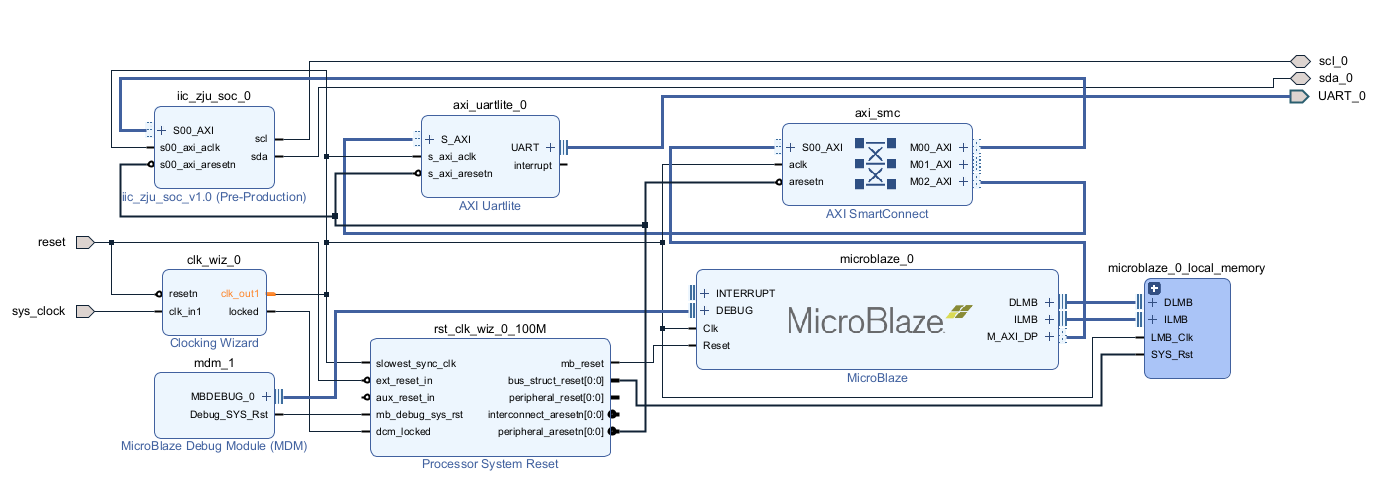 scl_0
sda_0
UART_0
iic_zju_soc_0
S00_AXI
s00_axi_aclk
s00_axi_aresetn
scl
sda
iic_zju_soc_v1.0 (Pre-Production)
axi_uartlite_0
S_AXI
s_axi_aclk
s_axi_aresetn
UART
interrupt
AXI Uartlite
axi_smc
S00_AXI
aclk
aresetn
M00_AXI
M01_AXI
M02_AXI
AXI SmartConnect
reset
sys_clock
clk_wiz_0
resetn
clk_in1
clk_out1
locked
Clocking Wizard
mdm_1
MBDEBUG_0
Debug_SYS_Rst
MicroBlaze Debug Module (MDM)
rst_clk_wiz_0_100M
slowest_sync_clk
ext_reset_in
aux_reset_in
mb_debug_sys_rst
dcm_locked
mb_reset
bus_struct_reset[0:0]
peripheral_reset[0:0]
interconnect_aresetn[0:0]
peripheral_aresetn[0:0]
Processor System Reset
microblaze_0
INTERRUPT
DEBUG
Clk
Reset
MicroBlaze
DLMB
ILMB
M_AXI_DP
MicroBlaze
microblaze_0_local_memory
DLMB
ILMB
LMB_Clk
SYS_Rst